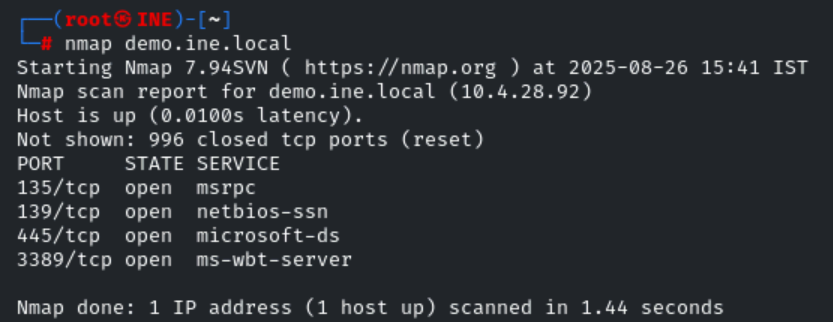 ┌──(root㉿INE)-[~]
└─# nmap demo.ine.local
Starting Nmap 7.94SVN ( https://nmap.org ) at 2025-08-26 15:41 IST
Nmap scan report for demo.ine.local (10.4.28.92)
Host is up (0.0100s latency).
Not shown: 996 closed tcp ports (reset)
PORT     STATE SERVICE
135/tcp  open  msrpc
139/tcp  open  netbios-ssn
445/tcp  open  microsoft-ds
3389/tcp open  ms-wbt-server

Nmap done: 1 IP address (1 host up) scanned in 1.44 seconds